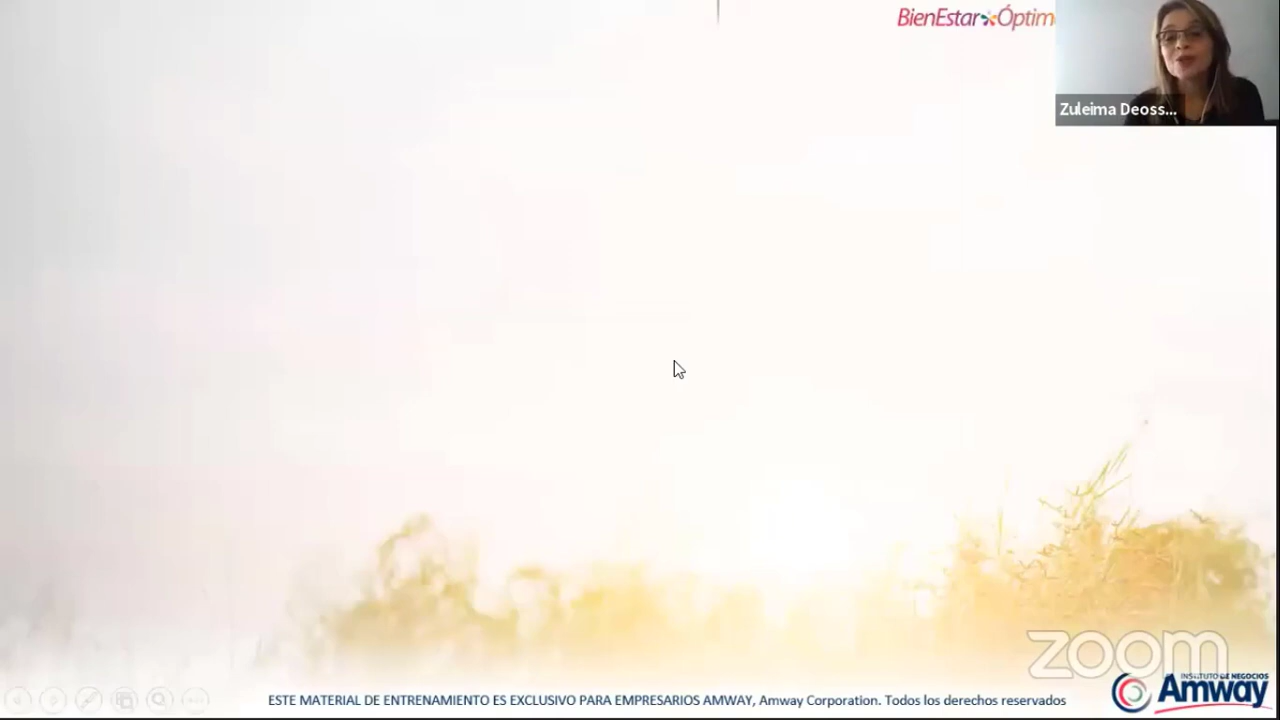 BienEstar Óptim
Zuleima Deoss...
zoom
INSTITUTO DE NEGOCIOS
Amway
ESTE MATERIAL DE ENTRENAMIENTO ES EXCLUSIVO PARA EMPRESARIOS AMWAY, Amway Corporation. Todos los derechos reservados